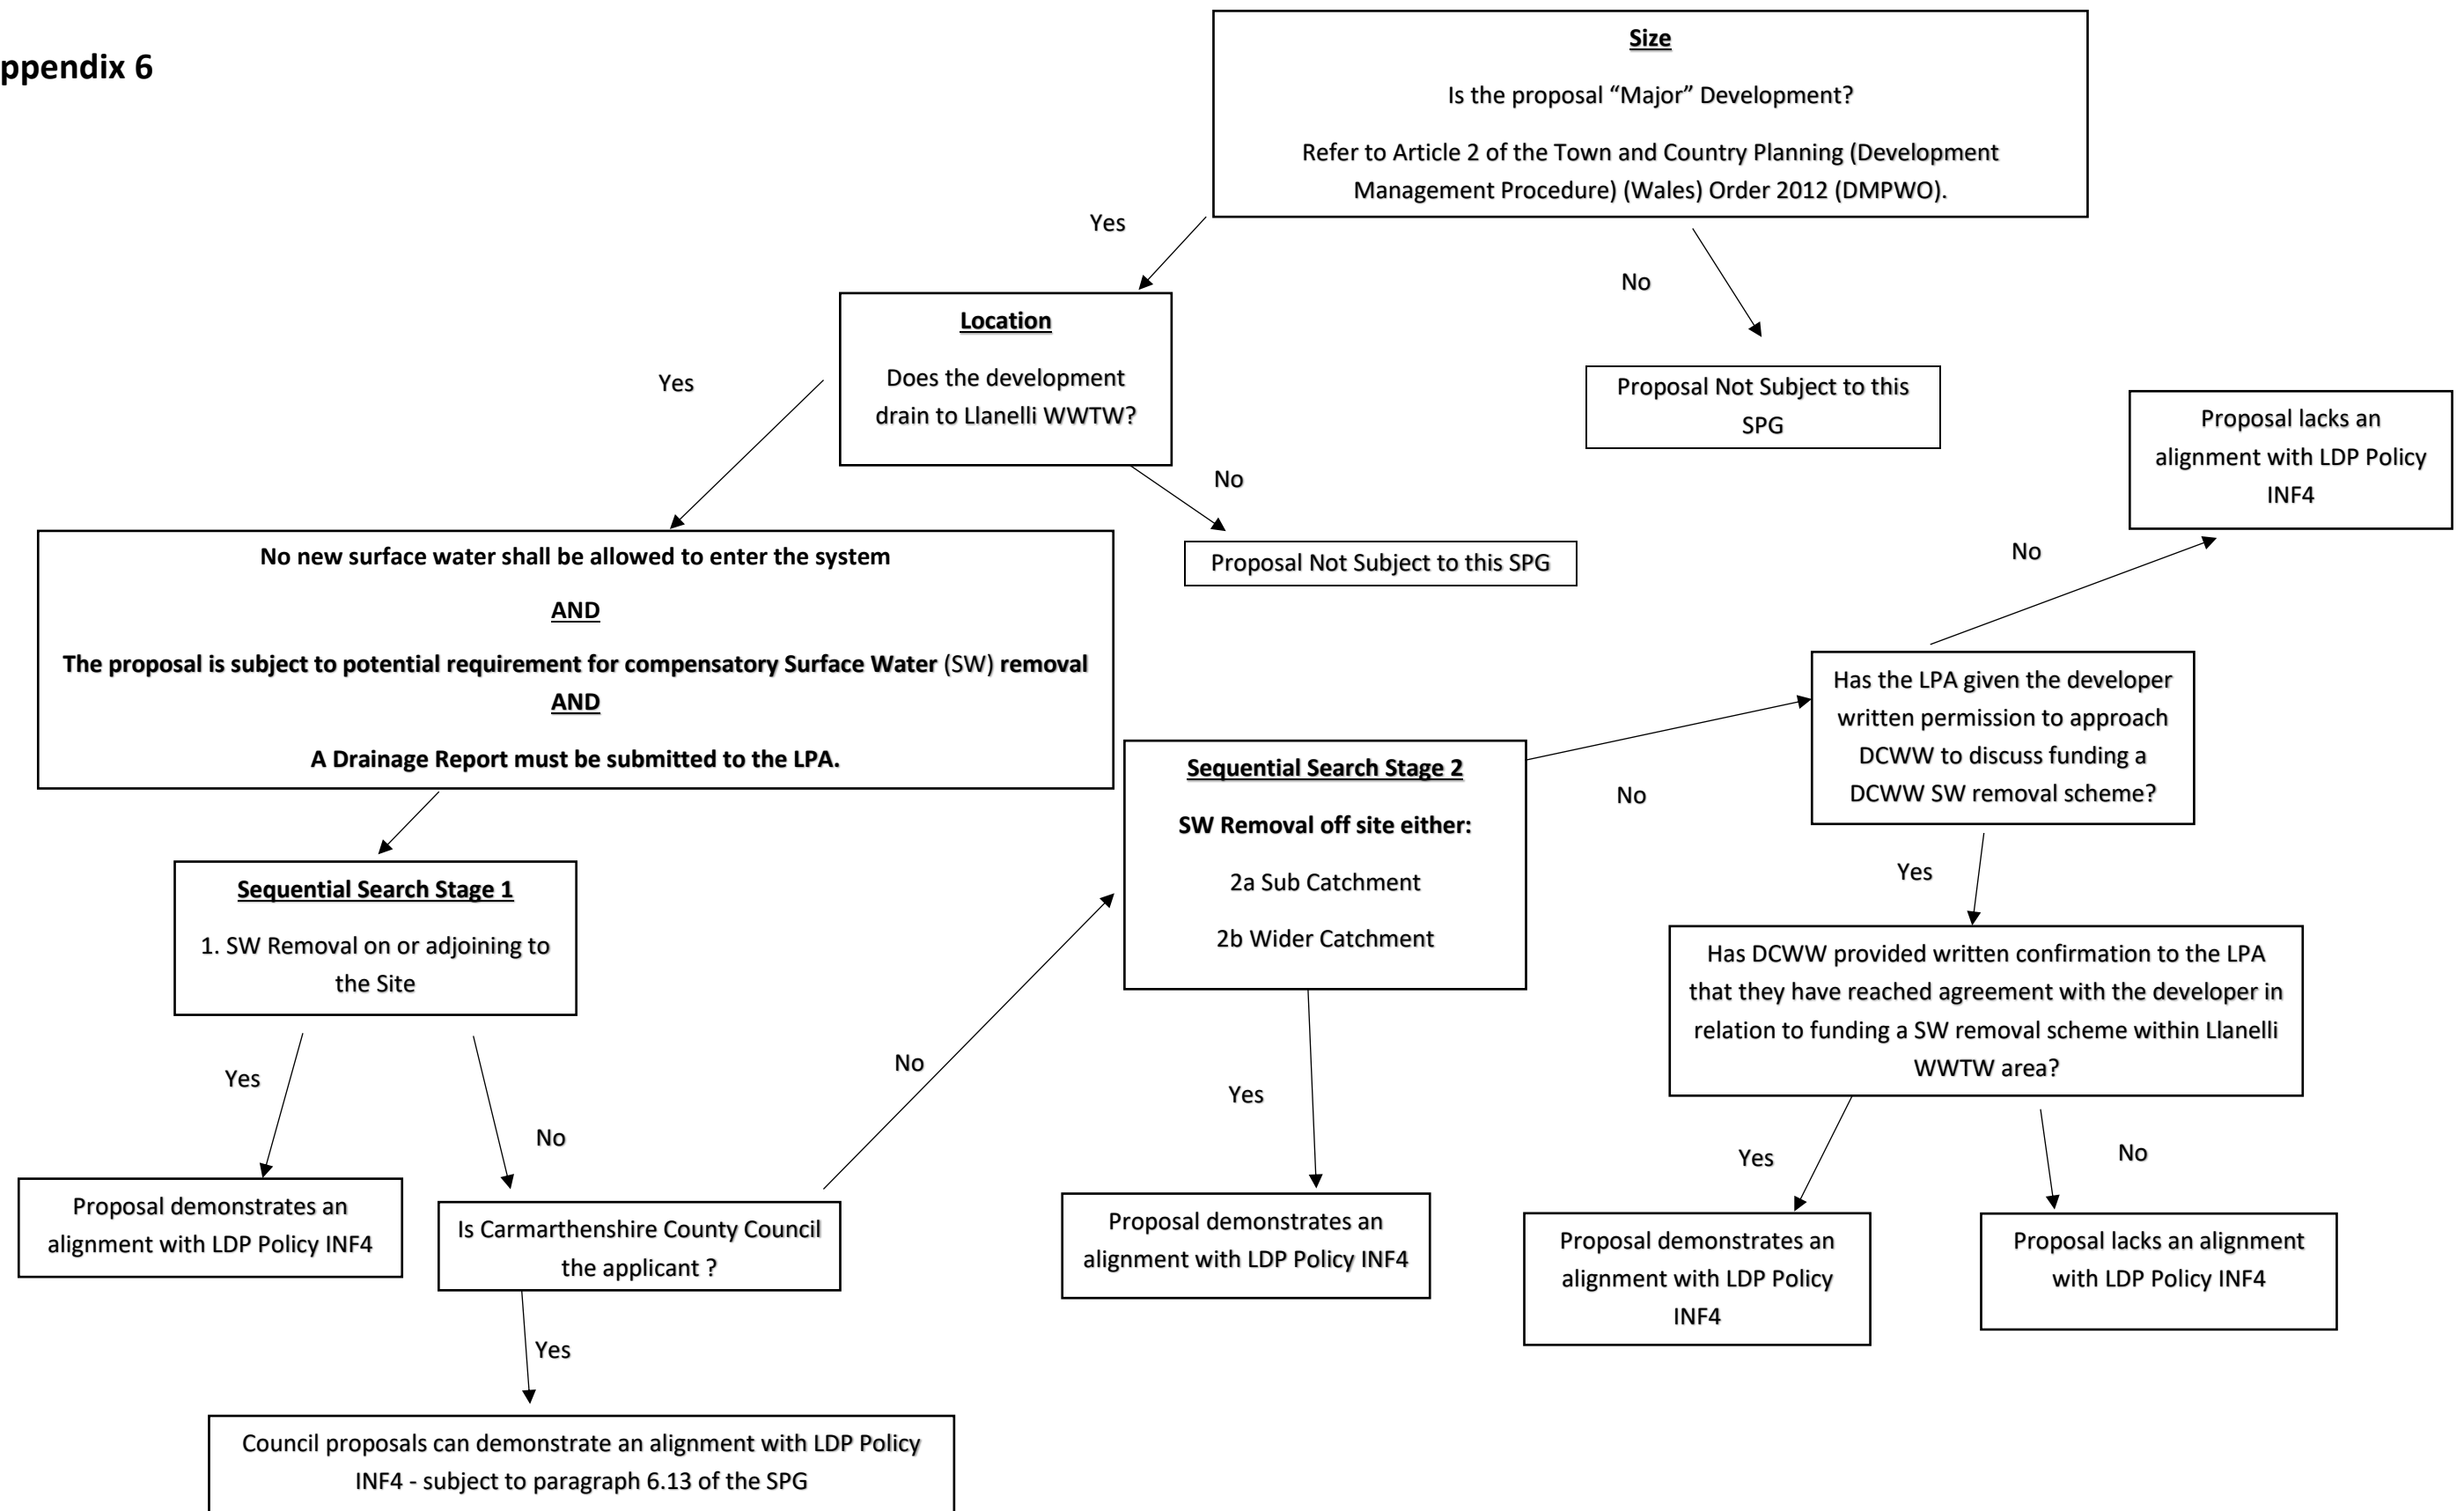 ppendix 6
Size
Is the proposal “Major” Development?
Refer to Article 2 of the Town and Country Planning (Development
Management Procedure) (Wales) Order 2012 (DMPWO).
Yes
No
Location
Does the development
drain to Llanelli WWTW?
Yes
No
Proposal Not Subject to this
SPG
Proposal Not Subject to this SPG
No new surface water shall be allowed to enter the system
AND
The proposal is subject to potential requirement for compensatory Surface Water (SW) removal
AND
A Drainage Report must be submitted to the LPA.
Sequential Search Stage 1
1. SW Removal on or adjoining to
the Site
Yes
No
Proposal demonstrates an
alignment with LDP Policy INF4
Is Carmarthenshire County Council
the applicant ?
Yes
Council proposals can demonstrate an alignment with LDP Policy
INF4 - subject to paragraph 6.13 of the SPG
No
Sequential Search Stage 2
SW Removal off site either:
2a Sub Catchment
2b Wider Catchment
Yes
Proposal demonstrates an
alignment with LDP Policy INF4
No
Has the LPA given the developer
written permission to approach
DCWW to discuss funding a
DCWW SW removal scheme?
No
Proposal lacks an
alignment with LDP Policy
INF4
Yes
Has DCWW provided written confirmation to the LPA
that they have reached agreement with the developer in
relation to funding a SW removal scheme within Llanelli
WWTW area?
Yes
No
Proposal demonstrates an
alignment with LDP Policy
INF4
Proposal lacks an alignment
with LDP Policy INF4